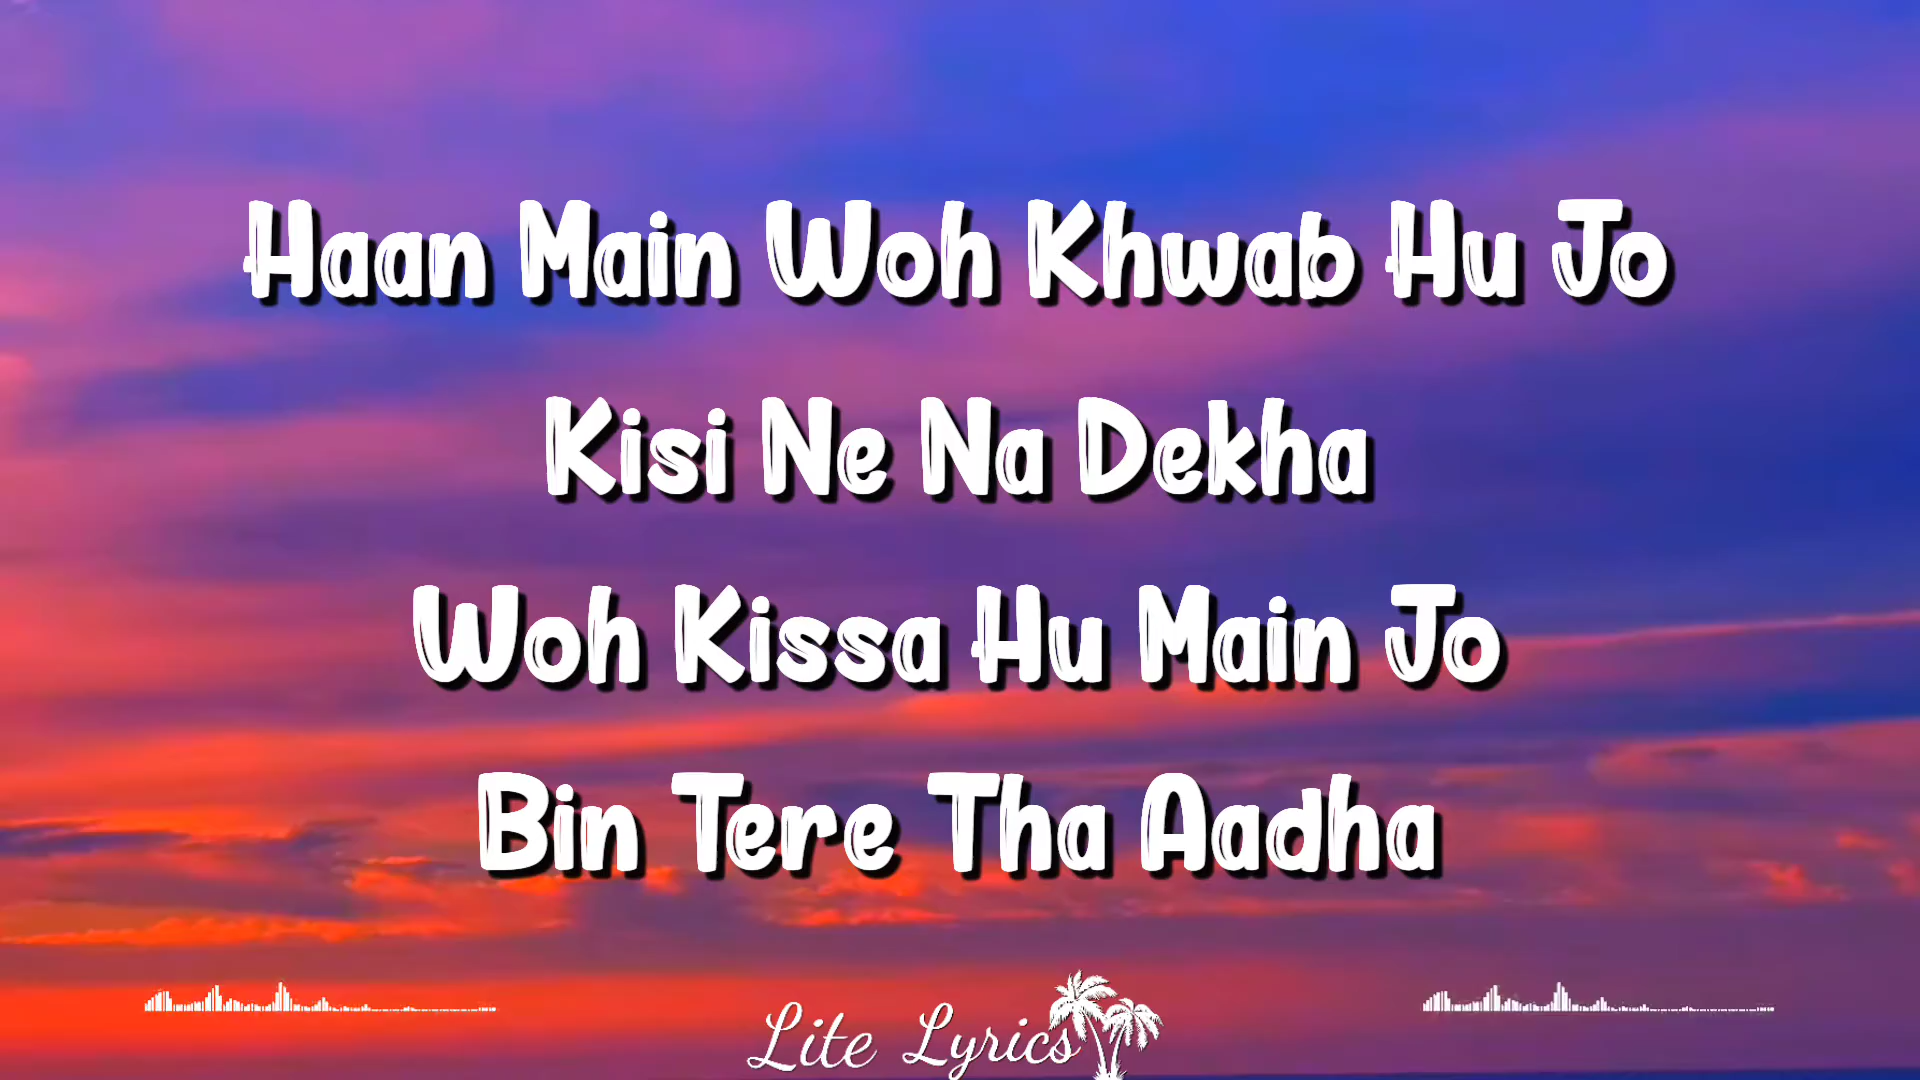 Haan Main Woh Khwab Hu Jo
Kisi Ne Na Dekha
Woh Kissa Hu Main Jo
Bin Tere Tha Aadha
Lite Lyrics